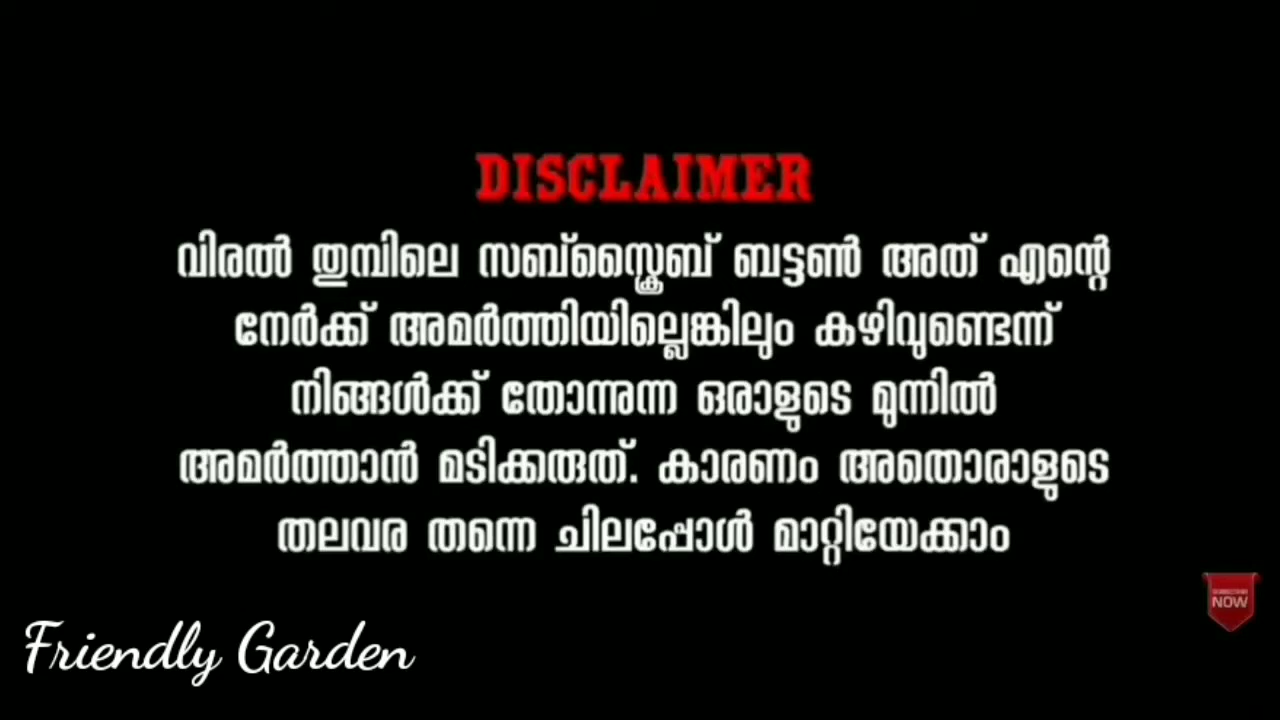 DISCLAIMER
വിരൽ തുമ്പിലെ സബ്സ്ക്രൈബ് ബട്ടൺ അത് എന്റെ
നേർക്ക് അമർത്തിയില്ലെങ്കിലും കഴിവുണ്ടെന്ന്
നിങ്ങൾക്ക് തോന്നുന്ന ഒരാളുടെ മുന്നിൽ
അമർത്താൻ മടിക്കരുത്. കാരണം അതൊരാളുടെ
തലവര തന്നെ ചിലപ്പോൾ മാറ്റിയേക്കാം
SUBSCRIBE
NOW
Friendly Garden